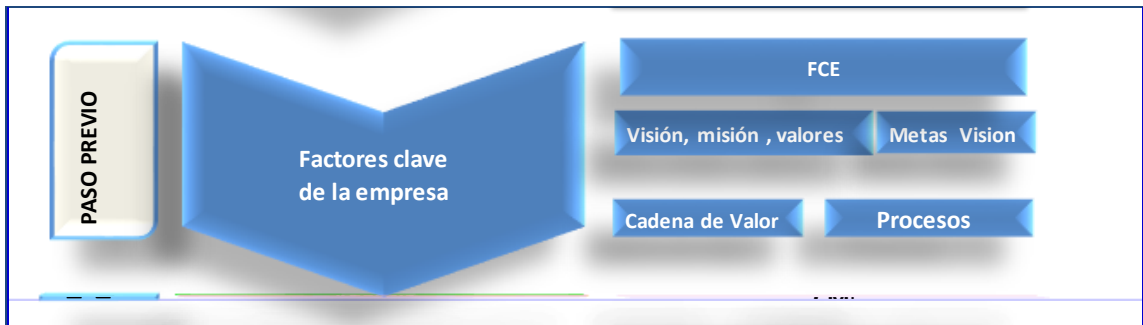 PASO PREVIO
Factores clave
de la empresa
FCE
Visión, misión , valores
Metas Vision
Cadena de Valor
Procesos